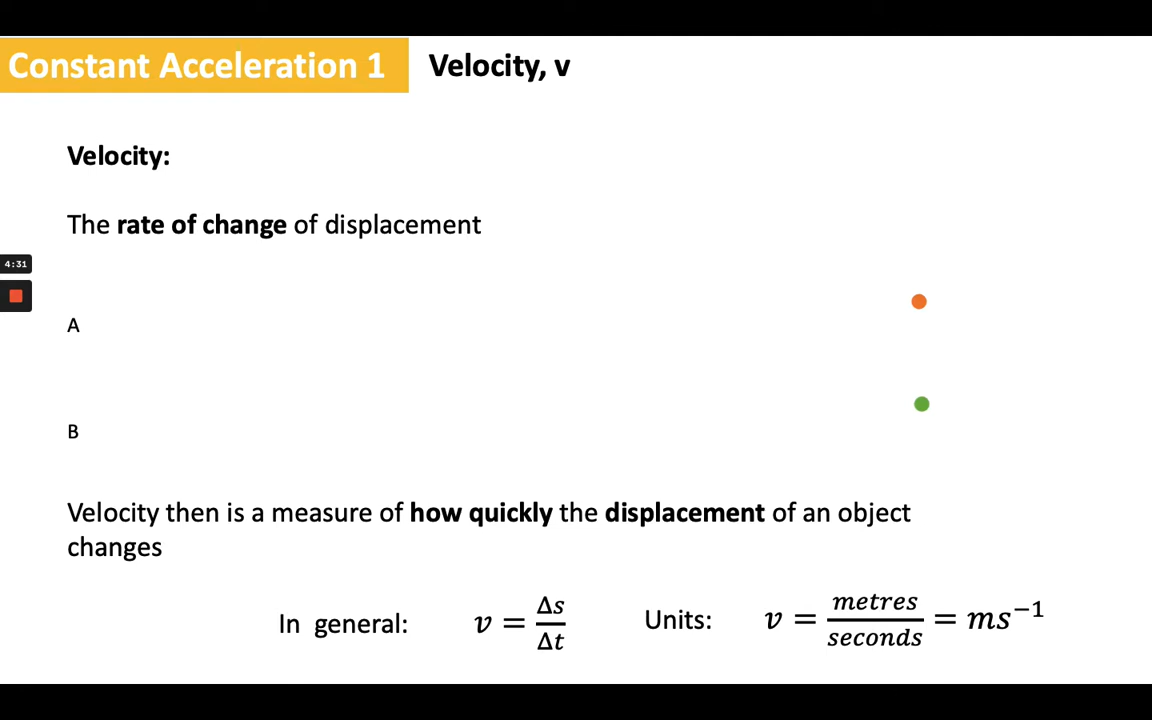 Constant Acceleration 1 Velocity, v
Velocity:
The rate of change of displacement
4:31
A
B
Velocity then is a measure of how quickly the displacement of an object
changes
In general: v = Δs/Δt Units: v = metres/seconds = ms⁻¹